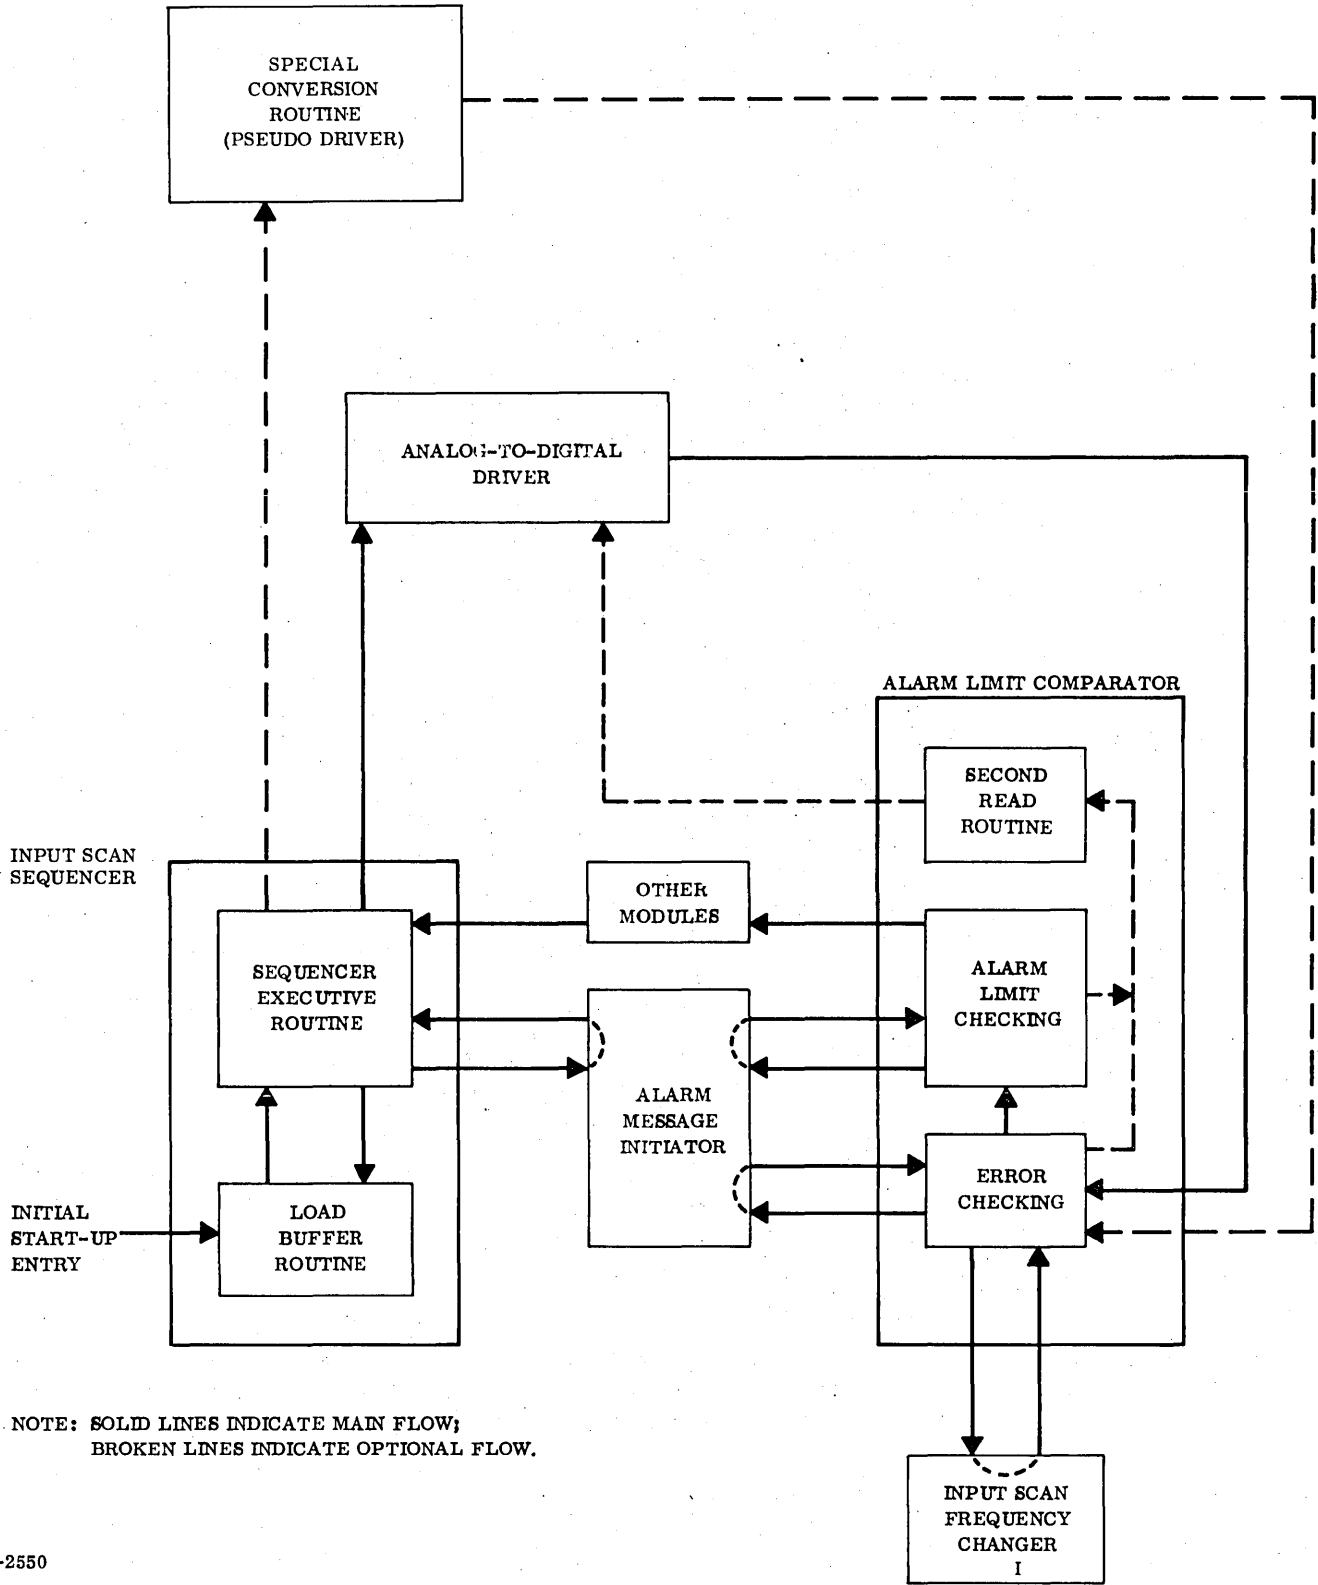 SPECIAL
CONVERSION
ROUTINE
(PSEUDO DRIVER)
ANALOG-TO-DIGITAL
DRIVER
ALARM LIMIT COMPARATOR
SECOND
READ
ROUTINE
INPUT SCAN
SEQUENCER
OTHER
MODULES
SEQUENCER
EXECUTIVE
ROUTINE
ALARM
LIMIT
CHECKING
ALARM
MESSAGE
INITIATOR
ERROR
CHECKING
INITIAL
START-UP
ENTRY
LOAD
BUFFER
ROUTINE
NOTE: SOLID LINES INDICATE MAIN FLOW;
BROKEN LINES INDICATE OPTIONAL FLOW.
INPUT SCAN
FREQUENCY
CHANGER
I
-2550